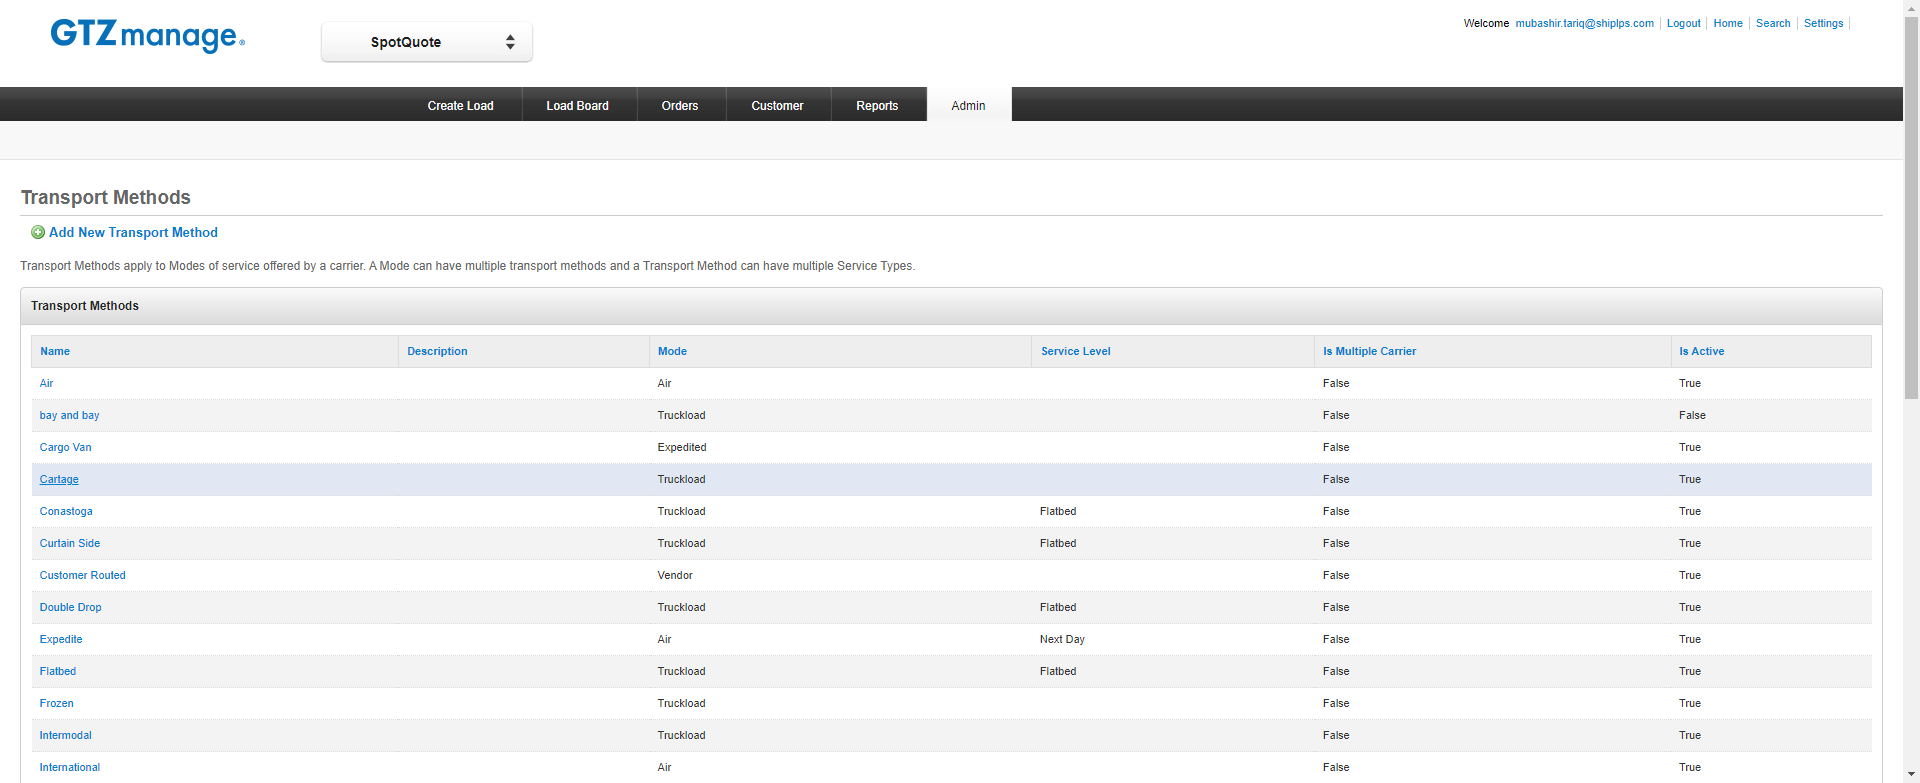 GTZmanage®
SpotQuote
Welcome mubashir.tariq@shiplps.com Logout Home Search Settings
Create Load Load Board Orders Customer Reports Admin
Transport Methods
Add New Transport Method
Transport Methods apply to Modes of service offered by a carrier. A Mode can have multiple transport methods and a Transport Method can have multiple Service Types.
Transport Methods
Name Description Mode Service Level Is Multiple Carrier Is Active
Air Air False True
bay and bay Truckload False False
Cargo Van Expedited False True
Cartage Truckload False True
Conastoga Truckload Flatbed False True
Curtain Side Truckload Flatbed False True
Customer Routed Vendor False True
Double Drop Truckload Flatbed False True
Expedite Air Next Day False True
Flatbed Truckload Flatbed False True
Frozen Truckload False True
Intermodal Truckload False True
International Air False True